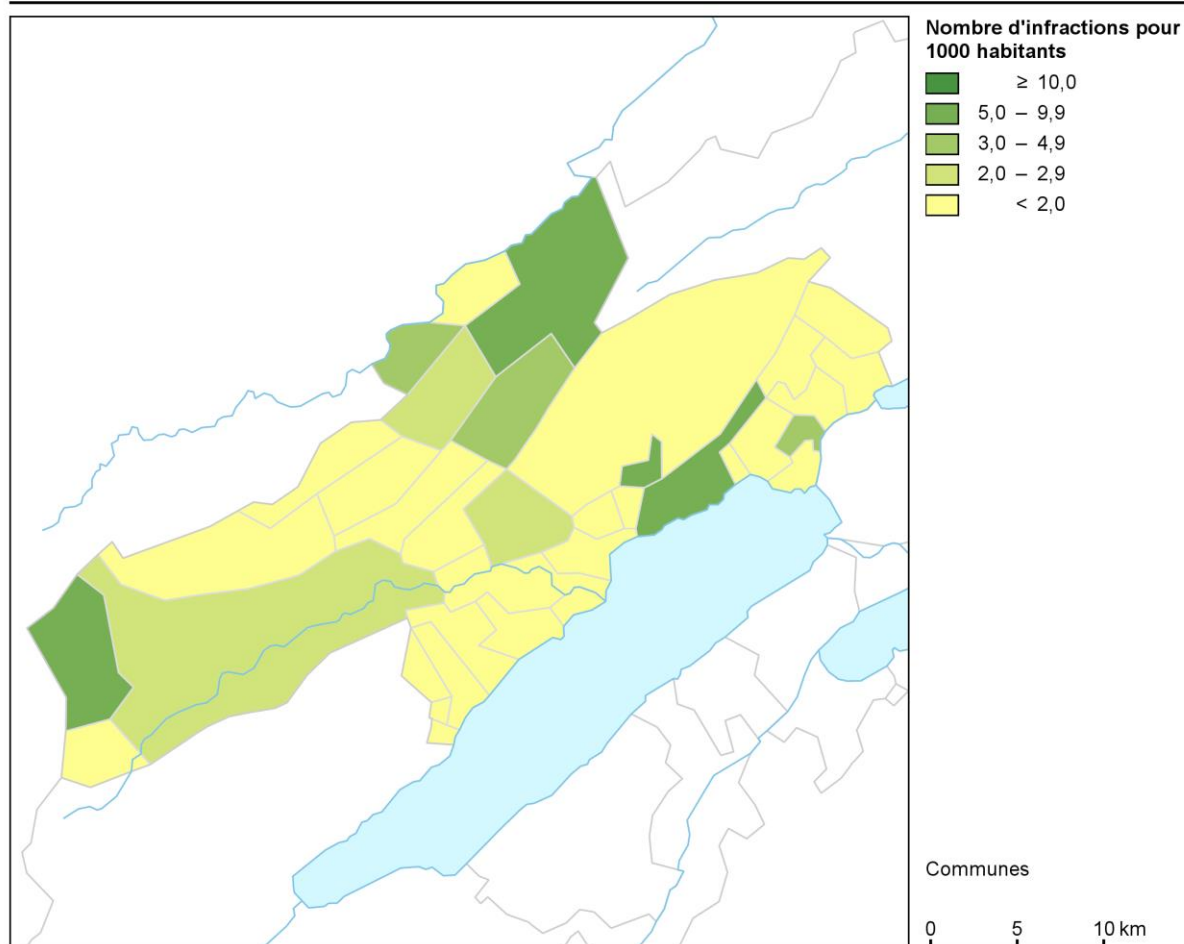 Nombre d'infractions pour
1000 habitants
≥ 10,0
5,0 – 9,9
3,0 – 4,9
2,0 – 2,9
< 2,0
Communes
0 5 10 km